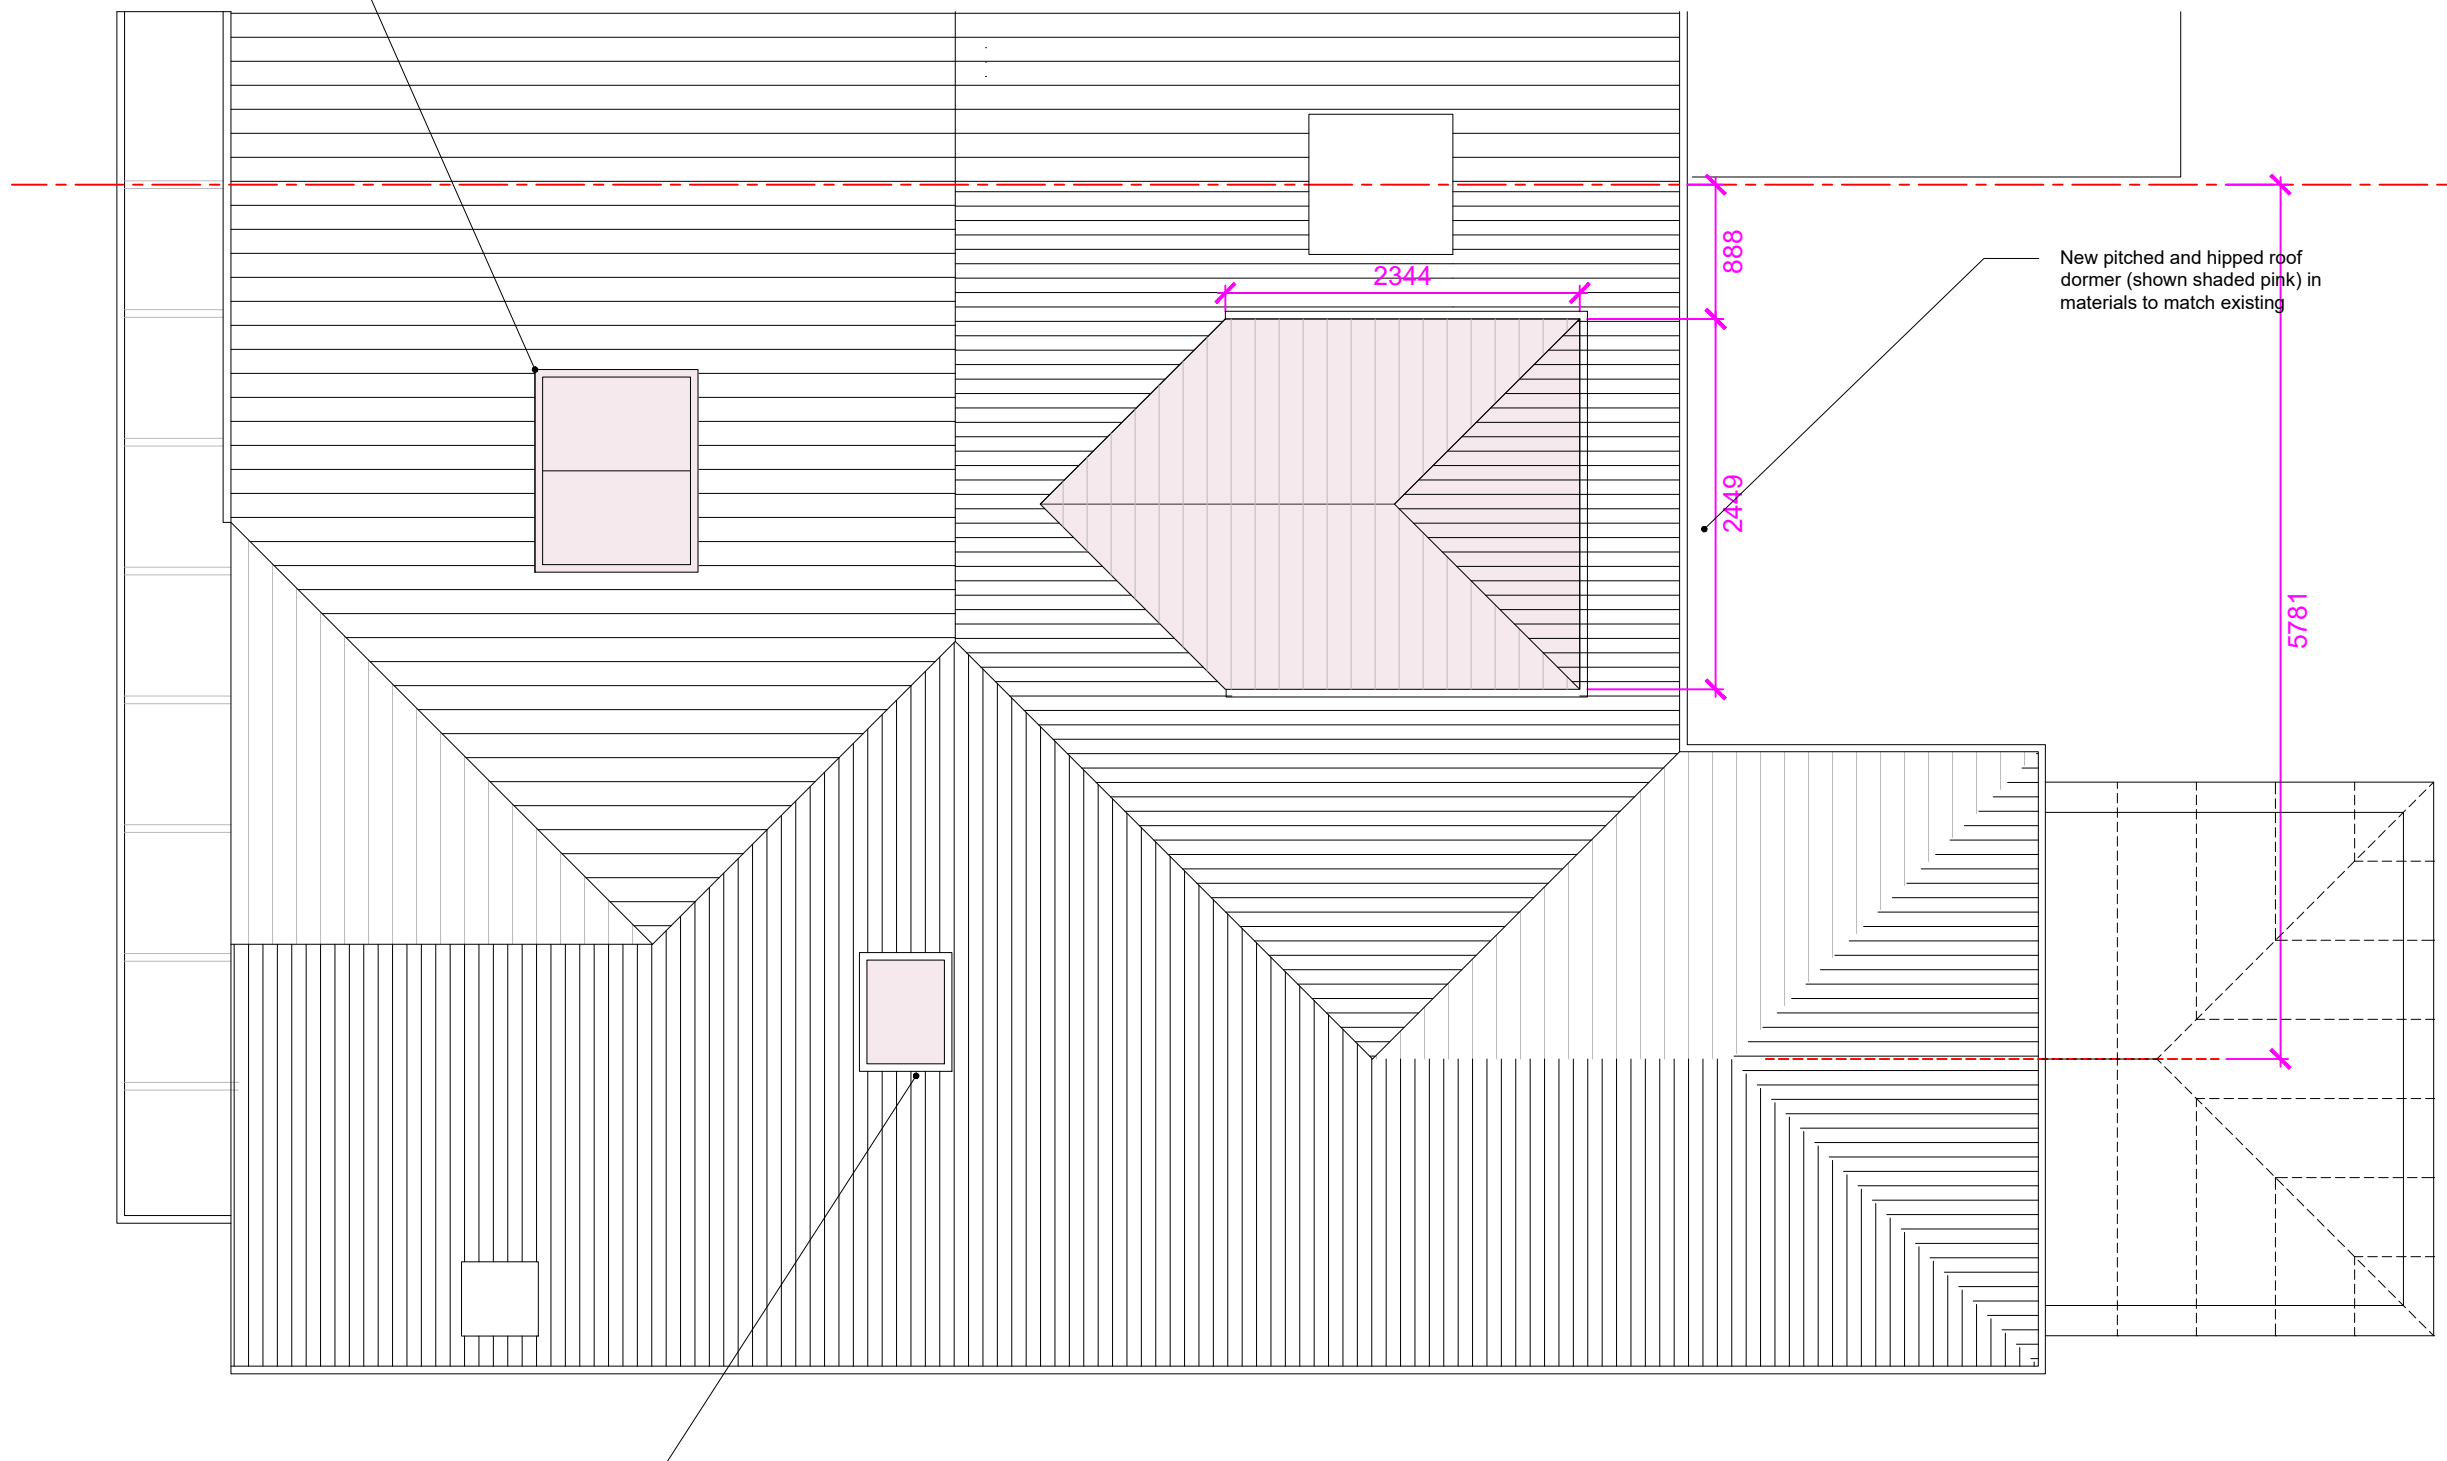 888
2344
New pitched and hipped roof
dormer (shown shaded pink) in
materials to match existing
2449
5781